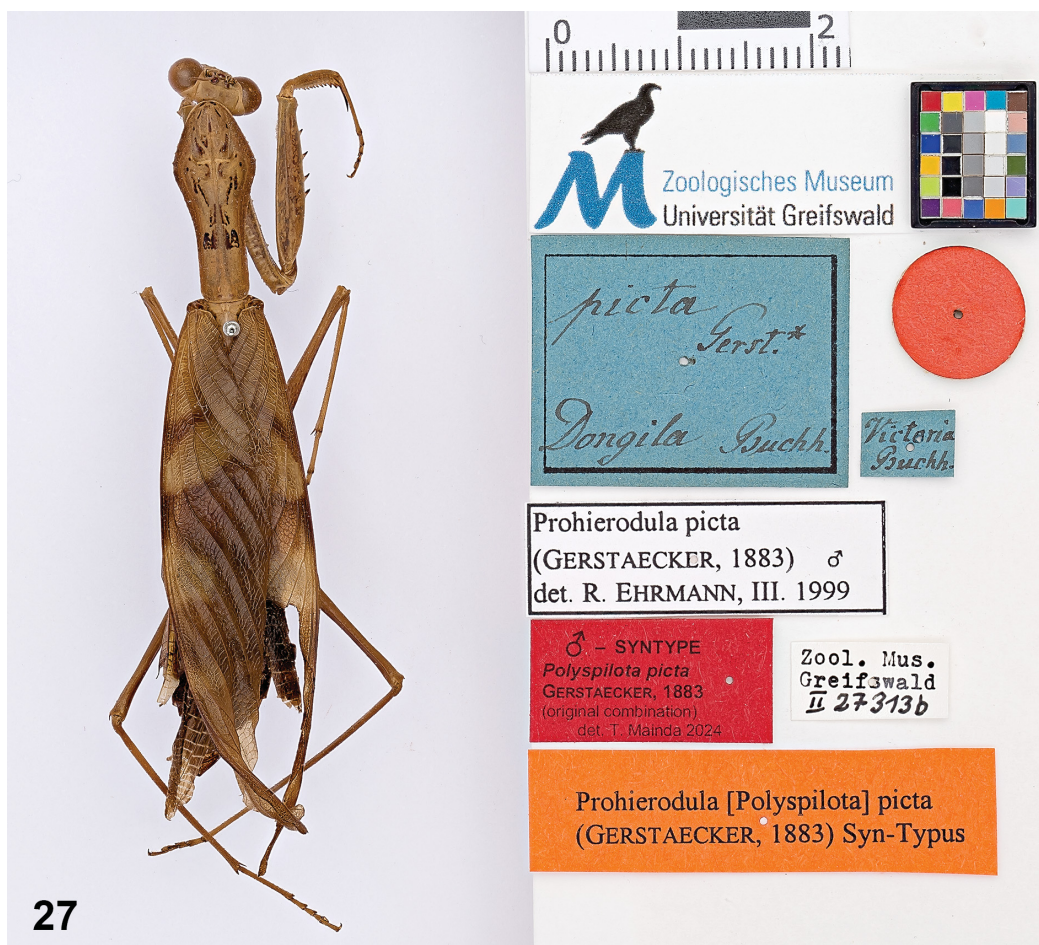 0 2
Zoologisches Museum
Universität Greifswald
picta
Gerst.*
Dongila Buchh.
Victoria
Buchh.
Prohierodula picta
(GERSTAECKER, 1883) ♂
det. R. EHRMANN, III. 1999
♂ – SYNTYPE
Polyspilota picta
GERSTAECKER, 1883
(original combination)
det. T. Mainda 2024
Zool. Mus.
Greifswald
II 27313b
Prohierodula [Polyspilota] picta
(GERSTAECKER, 1883) Syn-Typus
27